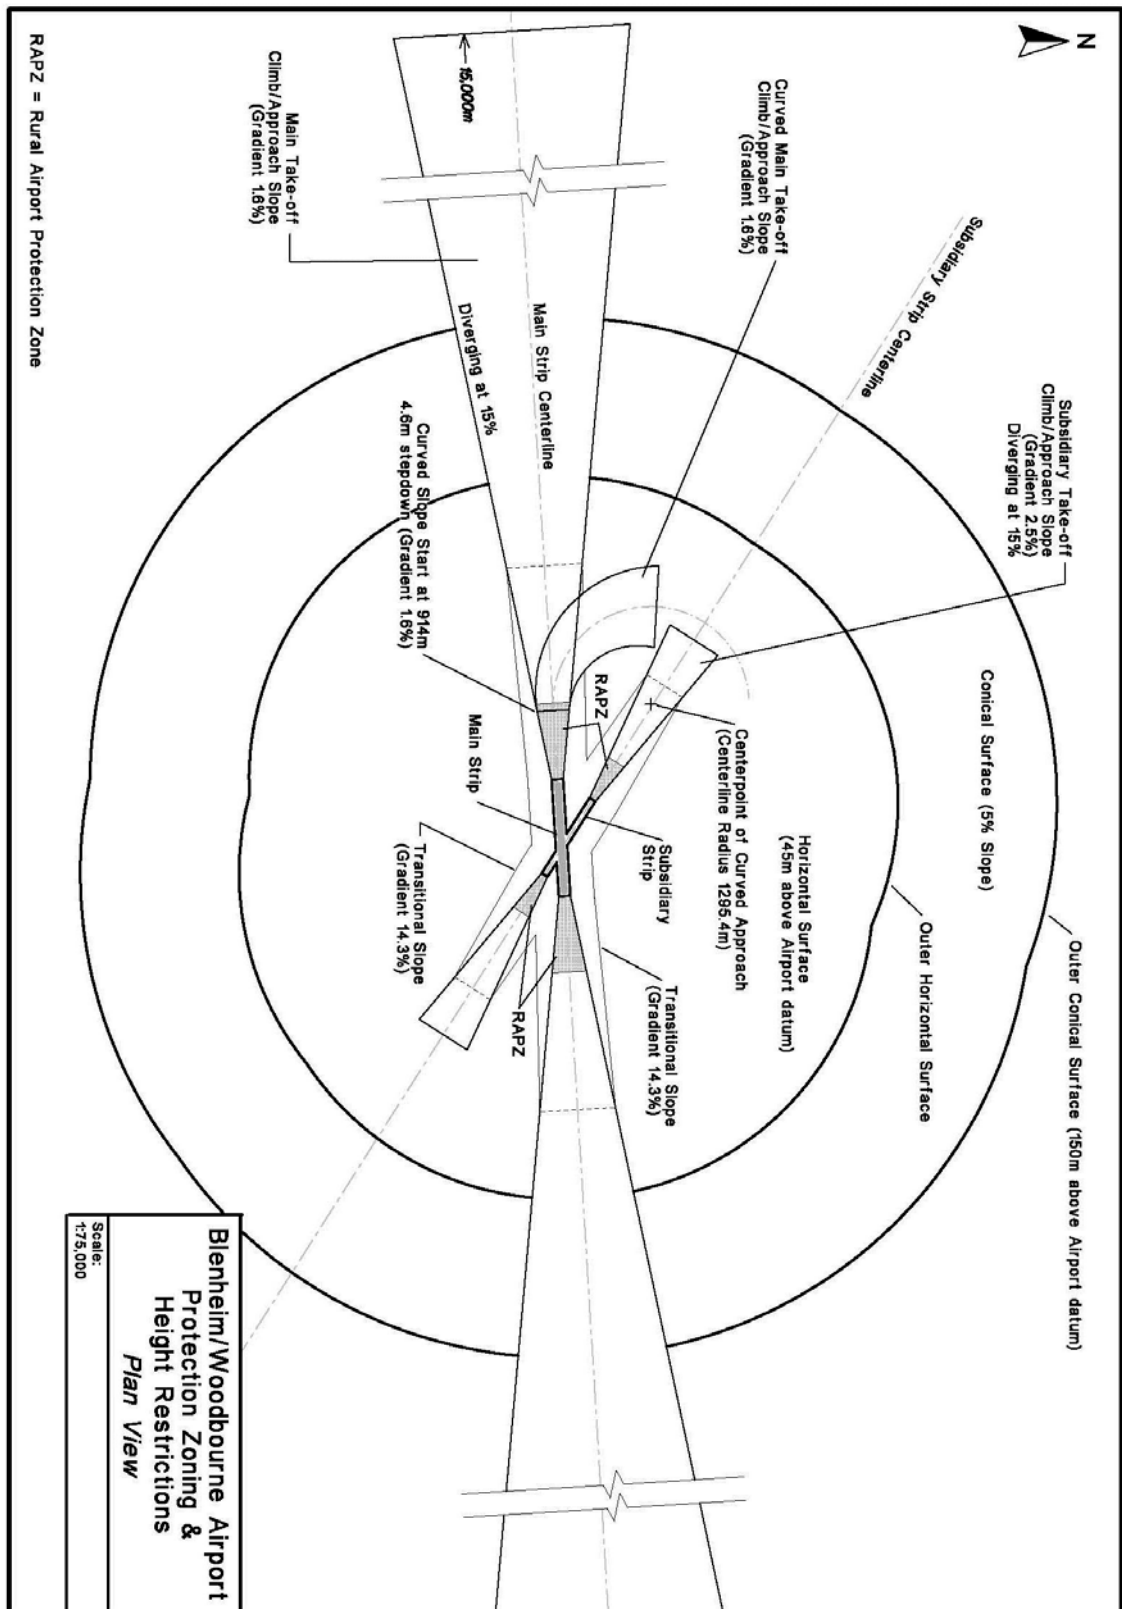 N
15,000m
Main Take-off
Climb/Approach Slope
(Gradient 1.6%)
Curved Main Take-off
Climb/Approach Slope
(Gradient 1.6%)
Subsidiary Strip Centerline
Subsidiary Take-off
Climb/Approach Slope
(Gradient 2.5%)
Diverging at 15%
Main Strip Centerline
Diverging at 15%
Curved Slope Start at 914m
4.6m stepdown (Gradient 1.6%)
RAPZ
Main Strip
Centerpoint of Curved Approach
(Centerline Radius 1295.4m)
Subsidiary
Strip
Horizontal Surface
(45m above Airport datum)
Conical Surface (5% Slope)
Outer Horizontal Surface
Outer Conical Surface (150m above Airport datum)
Transitional Slope
(Gradient 14.3%)
Transitional Slope
(Gradient 14.3%)
RAPZ
RAPZ = Rural Airport Protection Zone
Blenheim/Woodbourne Airport
Protection Zoning &
Height Restrictions
Plan View
Scale:
1:75,000